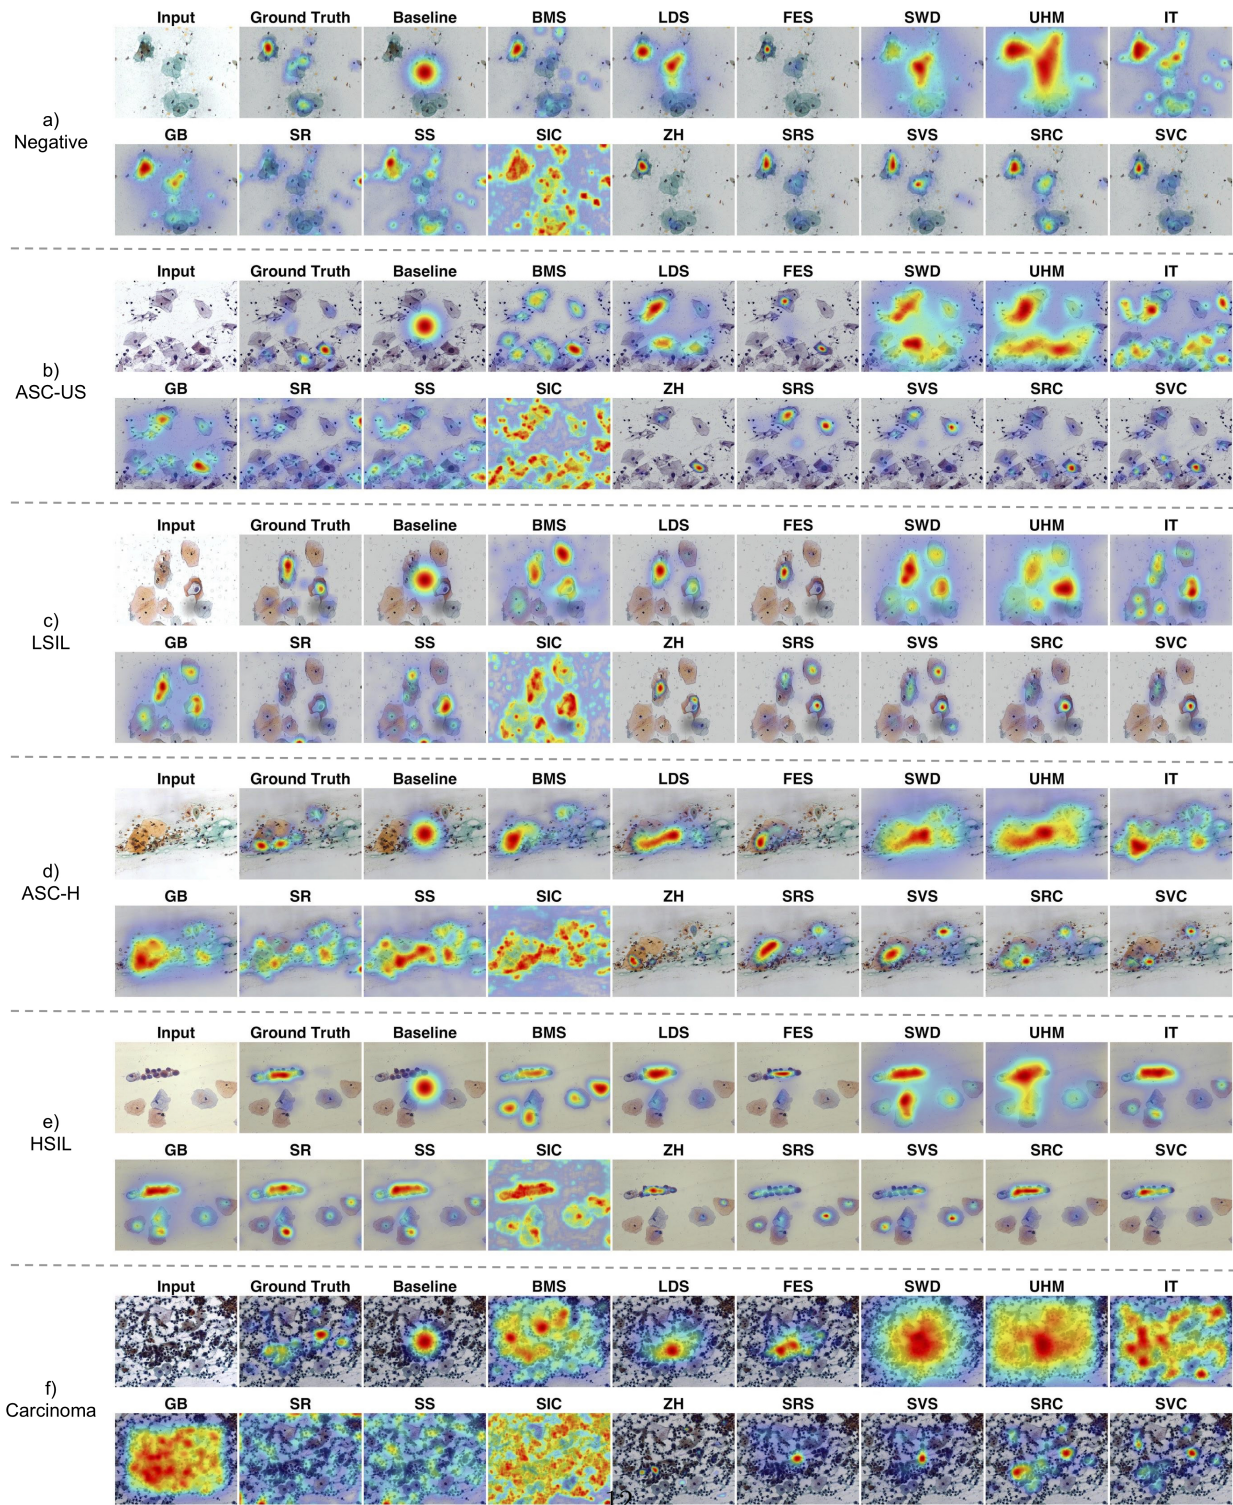 Input Ground Truth Baseline BMS LDS FES SWD UHM IT
a)
Negative
GB SR SS SIC ZH SRS SVS SRC SVC
Input Ground Truth Baseline BMS LDS FES SWD UHM IT
b)
ASC-US
GB SR SS SIC ZH SRS SVS SRC SVC
Input Ground Truth Baseline BMS LDS FES SWD UHM IT
c)
LSIL
GB SR SS SIC ZH SRS SVS SRC SVC
Input Ground Truth Baseline BMS LDS FES SWD UHM IT
d)
ASC-H
GB SR SS SIC ZH SRS SVS SRC SVC
Input Ground Truth Baseline BMS LDS FES SWD UHM IT
e)
HSIL
GB SR SS SIC ZH SRS SVS SRC SVC
Input Ground Truth Baseline BMS LDS FES SWD UHM IT
f)
Carcinoma
GB SR SS SIC ZH SRS SVS SRC SVC